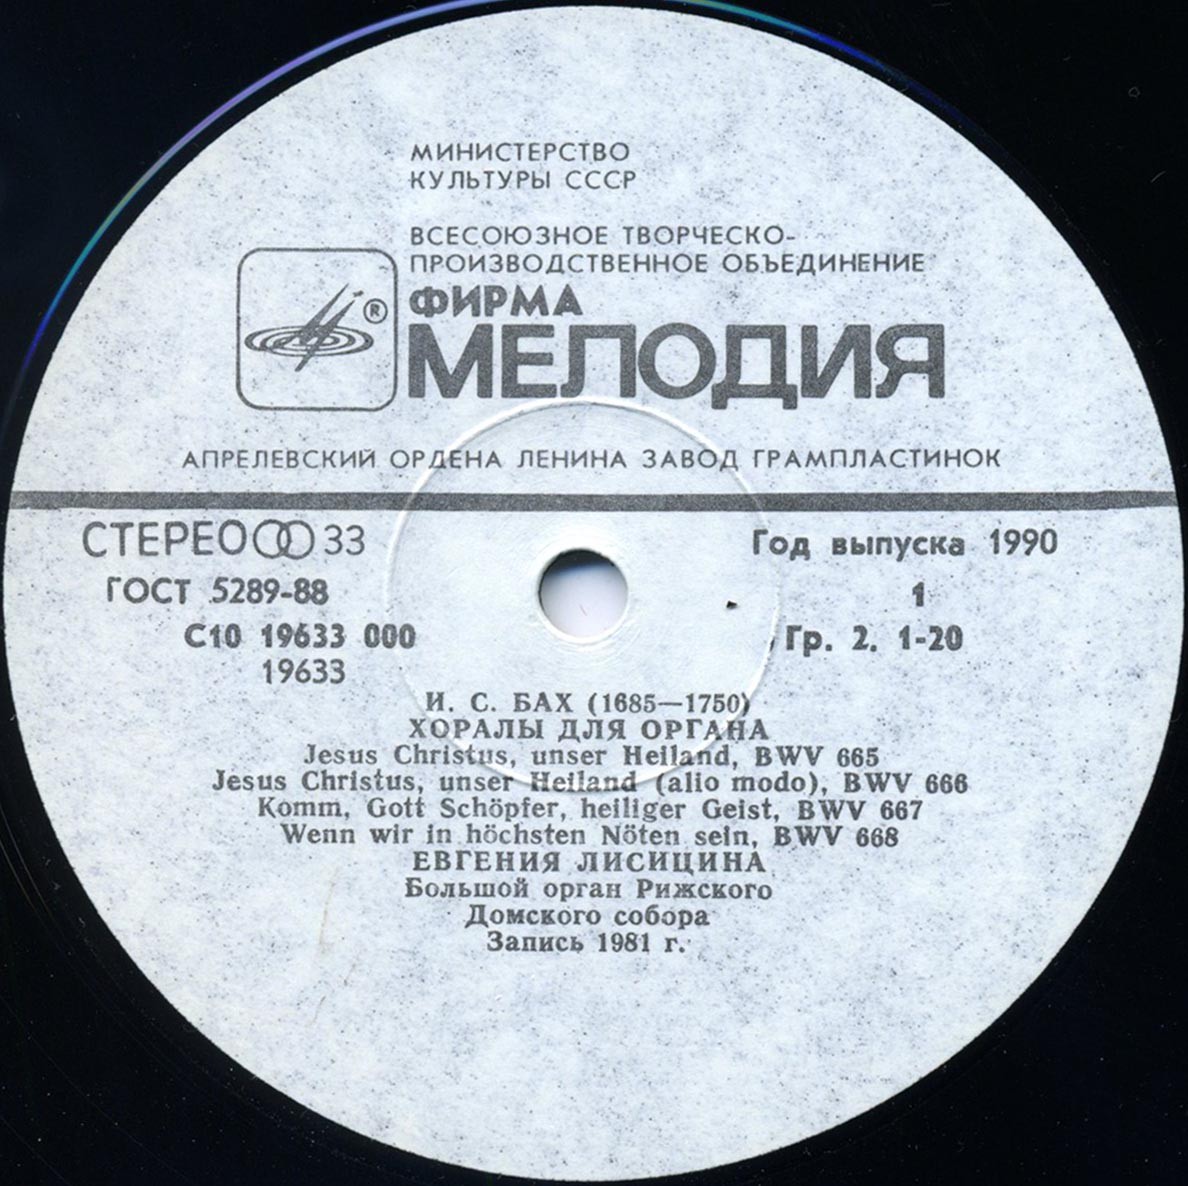 МИНИСТЕРСТВО
КУЛЬТУРЫ СССР
ВСЕСОЮЗНОЕ ТВОРЧЕСКО-
ПРОИЗВОДСТВЕННОЕ ОБЪЕДИНЕНИЕ
ФИРМА
®
МЕЛОДИЯ
АПРЕЛЕВСКИЙ ОРДЕНА ЛЕНИНА ЗАВОД ГРАМПЛАСТИНОК
СТЕРЕО 33
Год выпуска 1990
ГОСТ 5289-88
1
С10 19633 000
Гр. 2. 1-20
19633
И. С. БАХ (1685—1750)
ХОРАЛЫ ДЛЯ ОРГАНА
Jesus Christus, unser Heiland, BWV 665
Jesus Christus, unser Heiland (alio modo), BWV 666
Komm, Gott Schöpfer, heiliger Geist, BWV 667
Wenn wir in höchsten Nöten sein, BWV 668
ЕВГЕНИЯ ЛИСИЦИНА
Большой орган Рижского
Домского собора
Запись 1981 г.